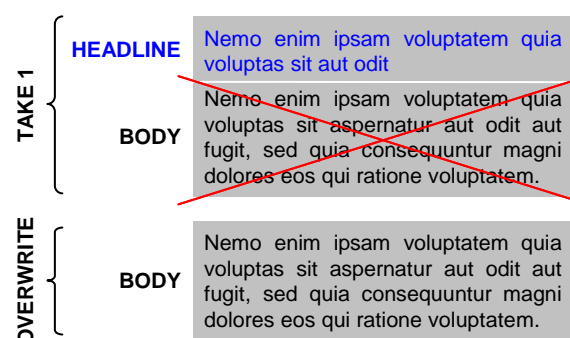 TAKE 1
HEADLINE
Nemo enim ipsam voluptatem quia
voluptas sit aut odit
BODY
Nemo enim ipsam voluptatem quia
voluptas sit aspernatur aut odit aut
fugit, sed quia consequuntur magni
dolores eos qui ratione voluptatem.
OVERWRITE
BODY
Nemo enim ipsam voluptatem quia
voluptas sit aspernatur aut odit aut
fugit, sed quia consequuntur magni
dolores eos qui ratione voluptatem.